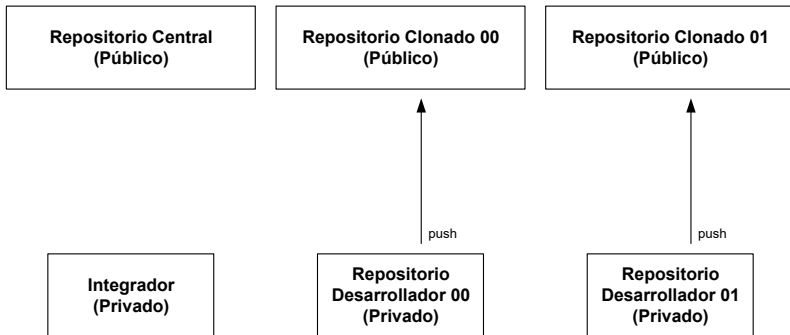 Repositorio Central
(Público)
Repositorio Clonado 00
(Público)
Repositorio Clonado 01
(Público)
push
push
Integrador
(Privado)
Repositorio
Desarrollador 00
(Privado)
Repositorio
Desarrollador 01
(Privado)